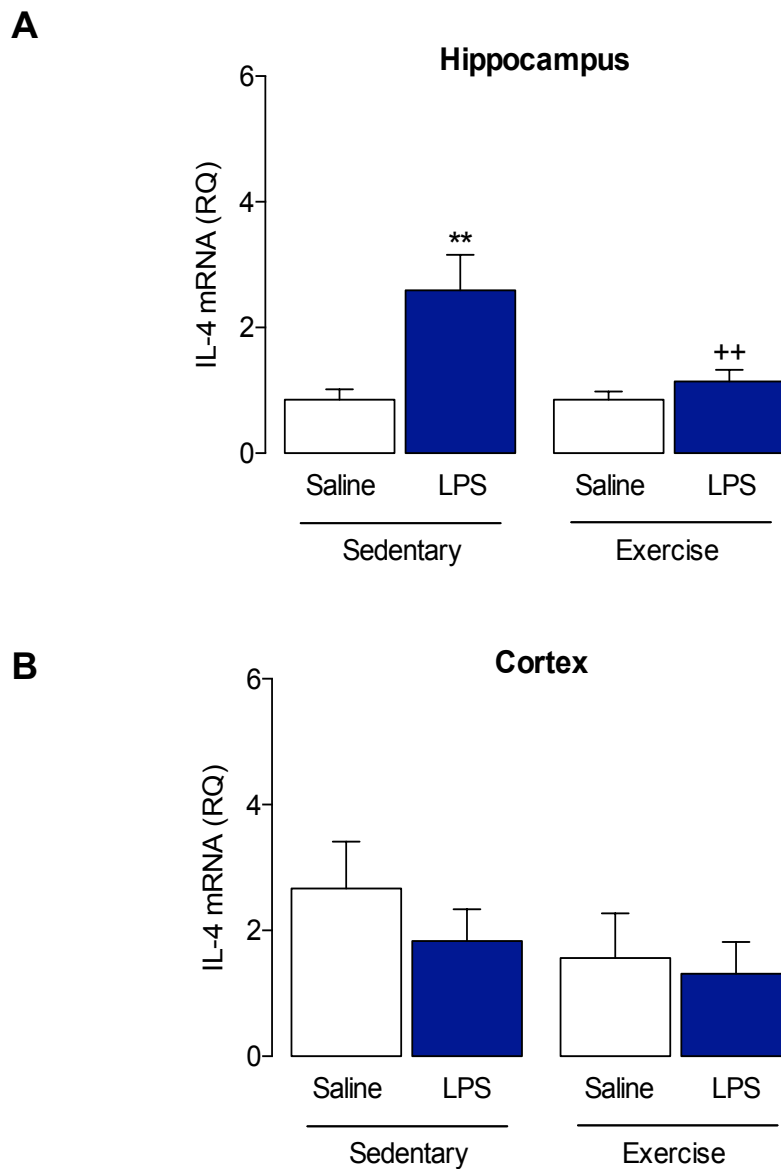 A
Hippocampus
6
4
2
0
IL-4 mRNA (RQ)
**
++
Saline LPS Saline LPS
Sedentary Exercise
B
Cortex
6
4
2
0
IL-4 mRNA (RQ)
Saline LPS Saline LPS
Sedentary Exercise